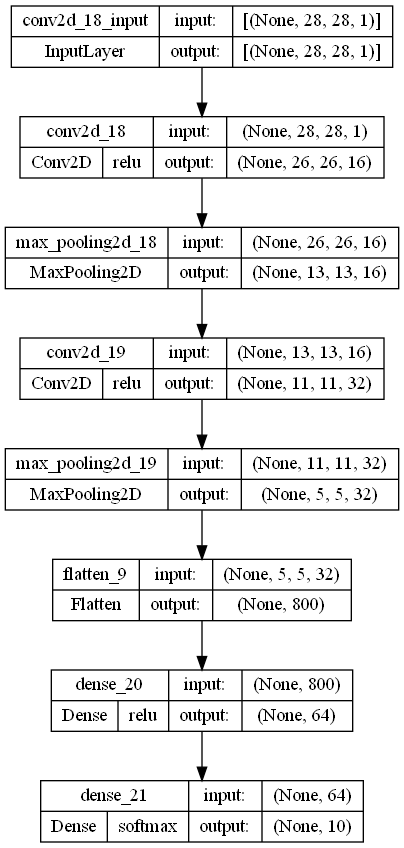 conv2d_18_input input: [(None, 28, 28, 1)]
InputLayer output: [(None, 28, 28, 1)]
conv2d_18 input: (None, 28, 28, 1)
Conv2D relu output: (None, 26, 26, 16)
max_pooling2d_18 input: (None, 26, 26, 16)
MaxPooling2D output: (None, 13, 13, 16)
conv2d_19 input: (None, 13, 13, 16)
Conv2D relu output: (None, 11, 11, 32)
max_pooling2d_19 input: (None, 11, 11, 32)
MaxPooling2D output: (None, 5, 5, 32)
flatten_9 input: (None, 5, 5, 32)
Flatten output: (None, 800)
dense_20 input: (None, 800)
Dense relu output: (None, 64)
dense_21 input: (None, 64)
Dense softmax output: (None, 10)